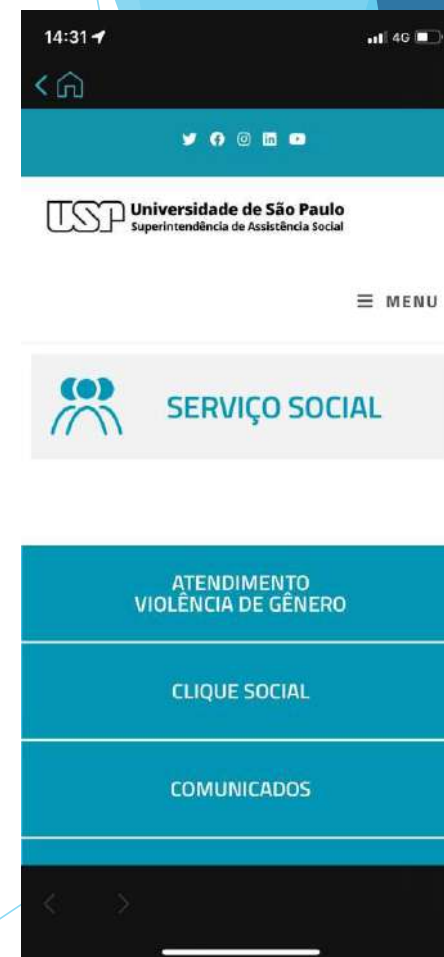 14:31
4G
USP Universidade de São Paulo
Superintendência de Assistência Social
MENU
SERVIÇO SOCIAL
ATENDIMENTO
VIOLÊNCIA DE GÊNERO
CLIQUE SOCIAL
COMUNICADOS